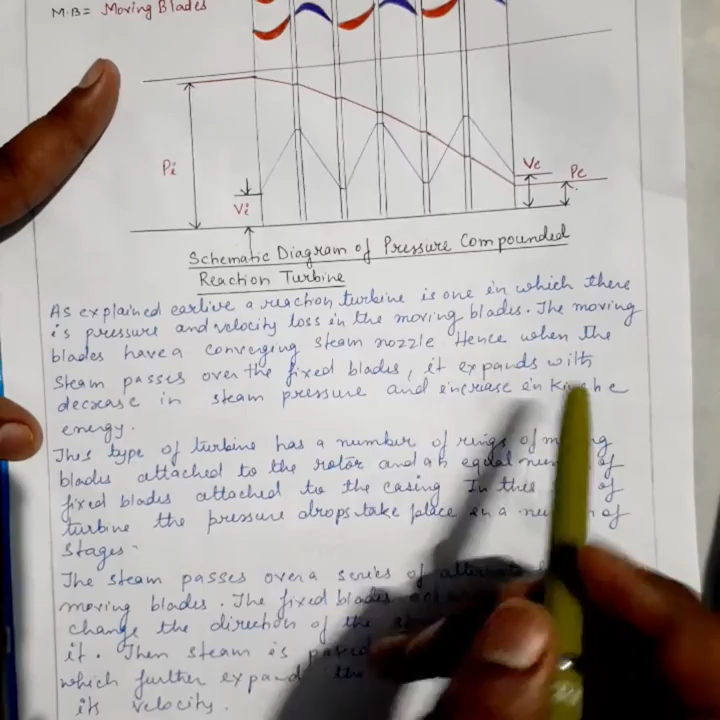 M.B= Moving Blades
Pi
Vi
Ve
Pe
Schematic Diagram of Pressure Compounded
Reaction Turbine
As explained earlive a reaction turbine is one in which there
is pressure and velocity loss in the moving blades. The moving
blades have a converging steam nozzle. Hence when the
steam passes over the fixed blades, it expands with
decrease in steam pressure and increase in
energy.
This type of turbine has a number of rings of
blades attached to the rotor and an equal of
fixed blades attached to the casing In this of
turbine the pressure drops take place in a of
stages.
The steam passes over a series of
moving blades. The fixed blades
change the direction of the
it. Then steam is
which further
its velocity.